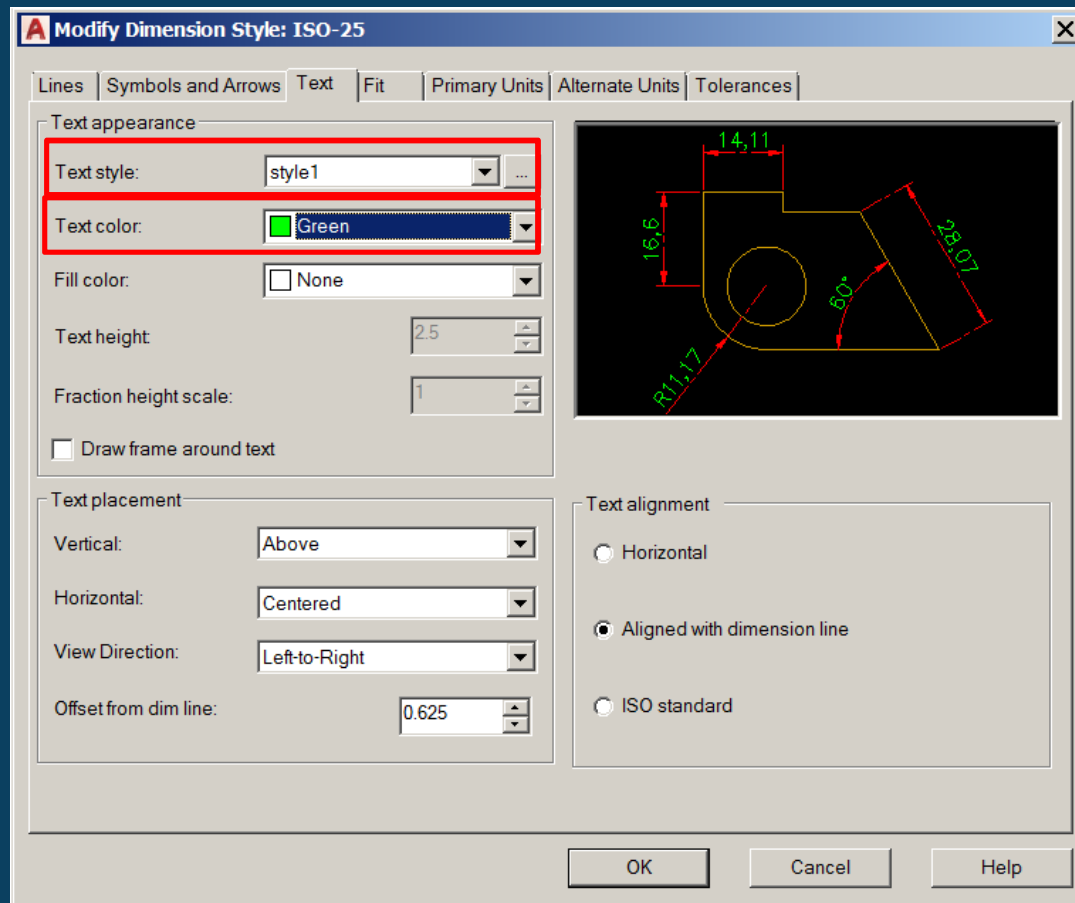 Modify Dimension Style: ISO-25
Lines Symbols and Arrows Text Fit Primary Units Alternate Units Tolerances
Text appearance
Text style: style1 ...
Text color: Green
Fill color: None
Text height: 2.5
Fraction height scale: 1
Draw frame around text
14,11
16,6
28,07
60°
R11,17
Text placement
Vertical: Above
Horizontal: Centered
View Direction: Left-to-Right
Offset from dim line: 0.625
Text alignment
Horizontal
Aligned with dimension line
ISO standard
OK Cancel Help